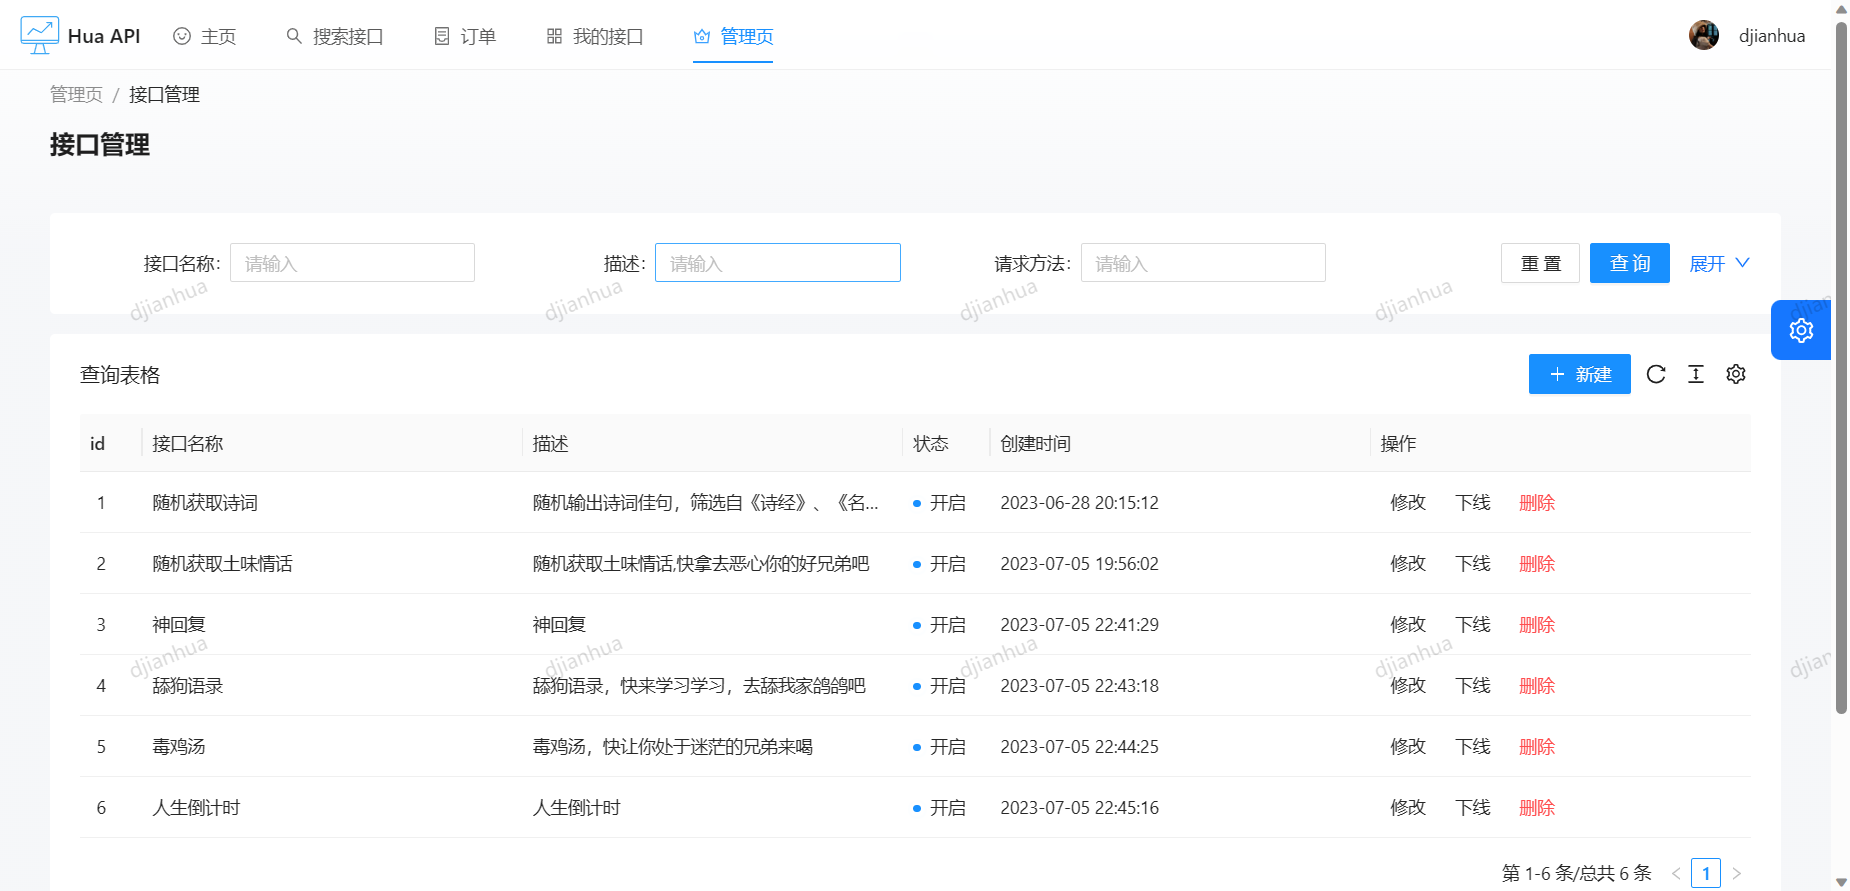 Hua API 主页 搜索接口 订单 我的接口 管理页 djianhua
管理页 / 接口管理
接口管理
接口名称: 请输入 描述: 请输入 请求方法: 请输入 重 置 查 询 展开
djianhua djianhua djianhua djianhua djian
查询表格 新建
id 接口名称 描述 状态 创建时间 操作
1 随机获取诗词 随机输出诗词佳句，筛选自《诗经》、《名... 开启 2023-06-28 20:15:12 修改 下线 删除
2 随机获取土味情话 随机获取土味情话,快拿去恶心你的好兄弟吧 开启 2023-07-05 19:56:02 修改 下线 删除
3 神回复 神回复 开启 2023-07-05 22:41:29 修改 下线 删除
djianhua djianhua djianhua djianhua djian
4 舔狗语录 舔狗语录，快来学习学习，去舔我家鸽鸽吧 开启 2023-07-05 22:43:18 修改 下线 删除
5 毒鸡汤 毒鸡汤，快让你处于迷茫的兄弟来喝 开启 2023-07-05 22:44:25 修改 下线 删除
6 人生倒计时 人生倒计时 开启 2023-07-05 22:45:16 修改 下线 删除
第 1-6 条/总共 6 条 < 1 >